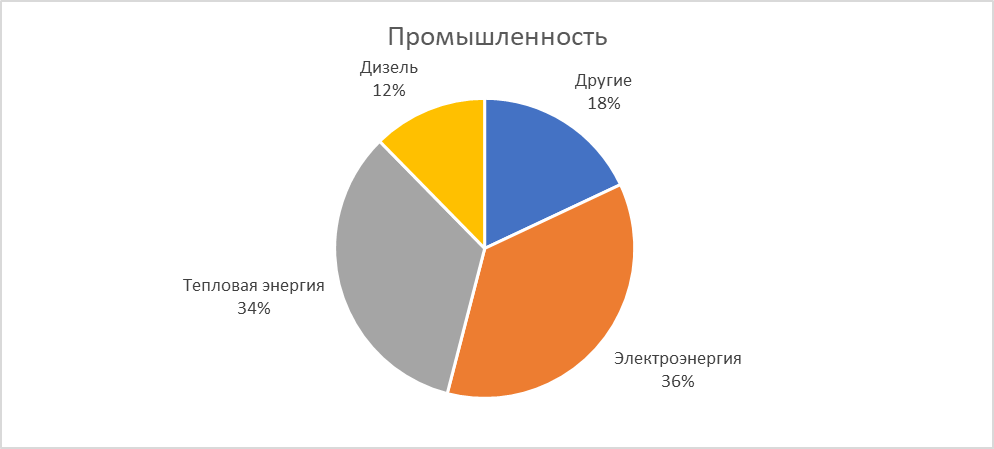 Промышленность
Дизель
12%
Другие
18%
Тепловая энергия
34%
Электроэнергия
36%